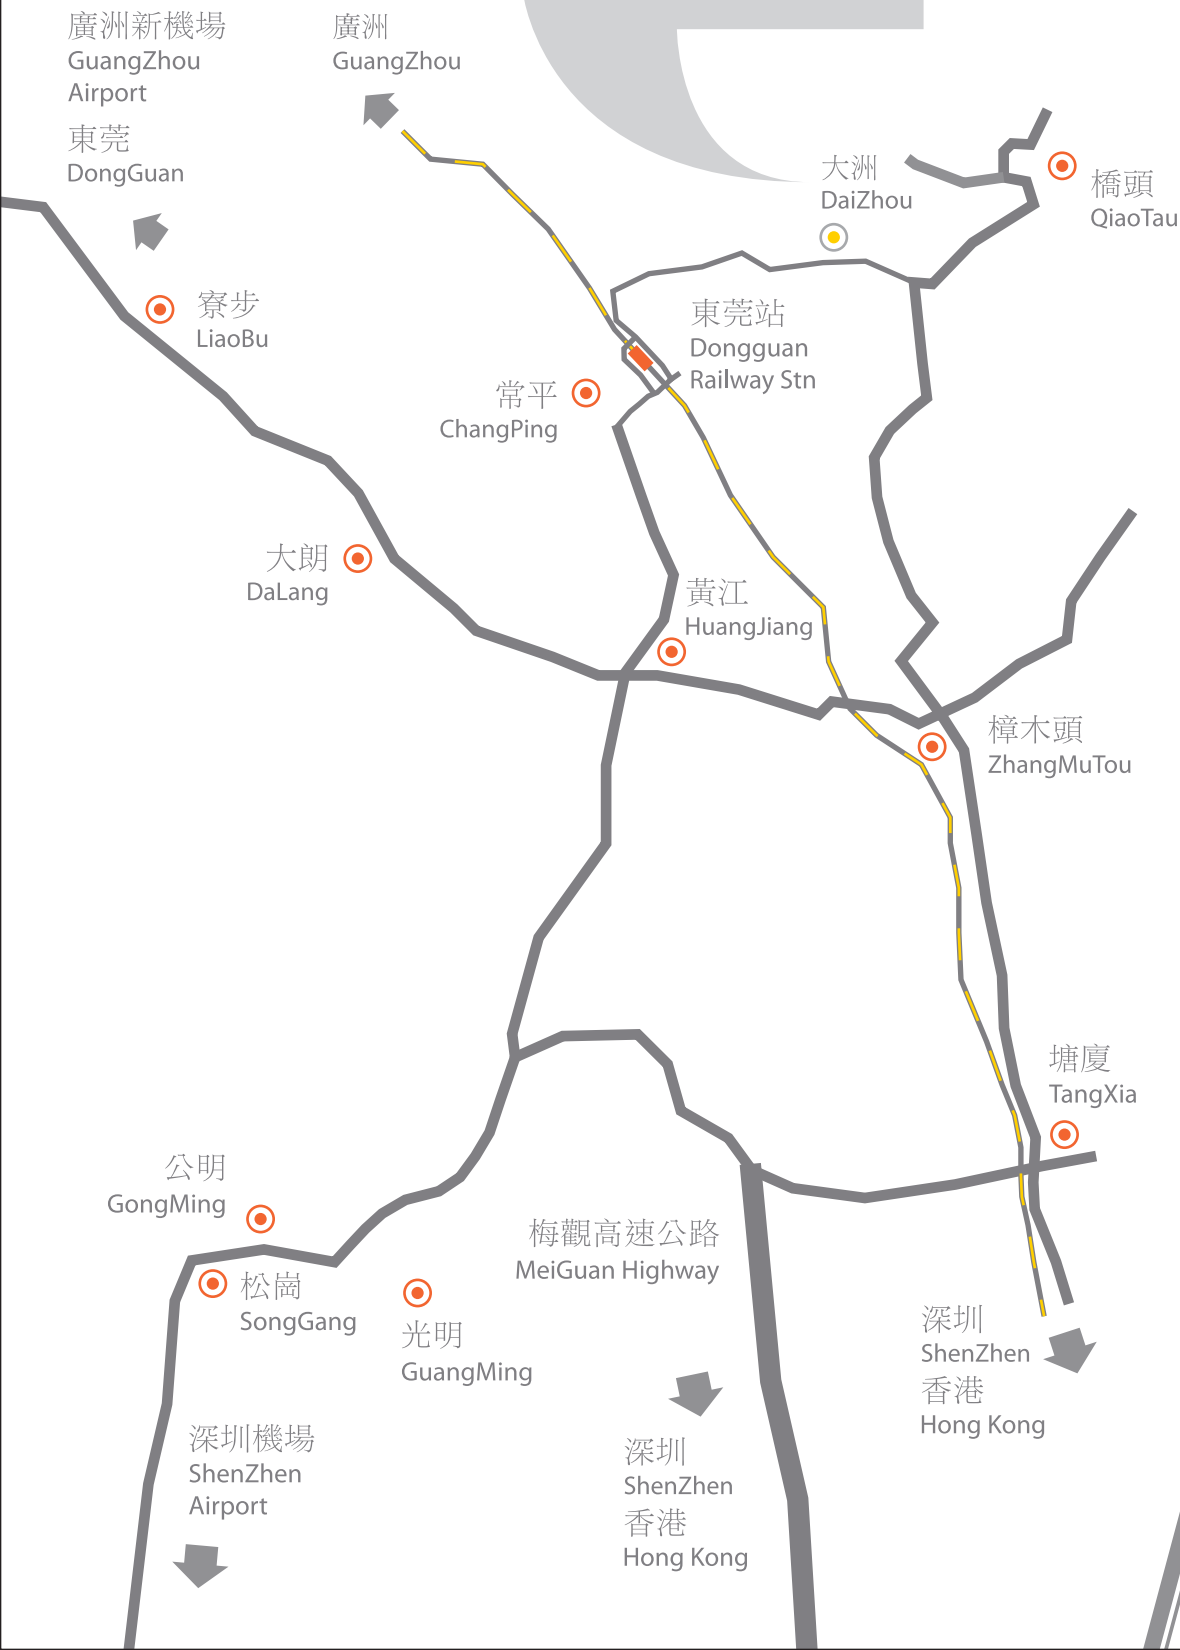 廣洲新機場
GuangZhou
Airport
東莞
DongGuan
廣洲
GuangZhou
大洲
DaiZhou
橋頭
QiaoTau
寮步
LiaoBu
東莞站
Dongguan
Railway Stn
常平
ChangPing
大朗
DaLang
黃江
HuangJiang
樟木頭
ZhangMuTou
塘廈
TangXia
公明
GongMing
梅觀高速公路
MeiGuan Highway
松崗
SongGang
光明
GuangMing
深圳
ShenZhen
香港
Hong Kong
深圳機場
ShenZhen
Airport
深圳
ShenZhen
香港
Hong Kong